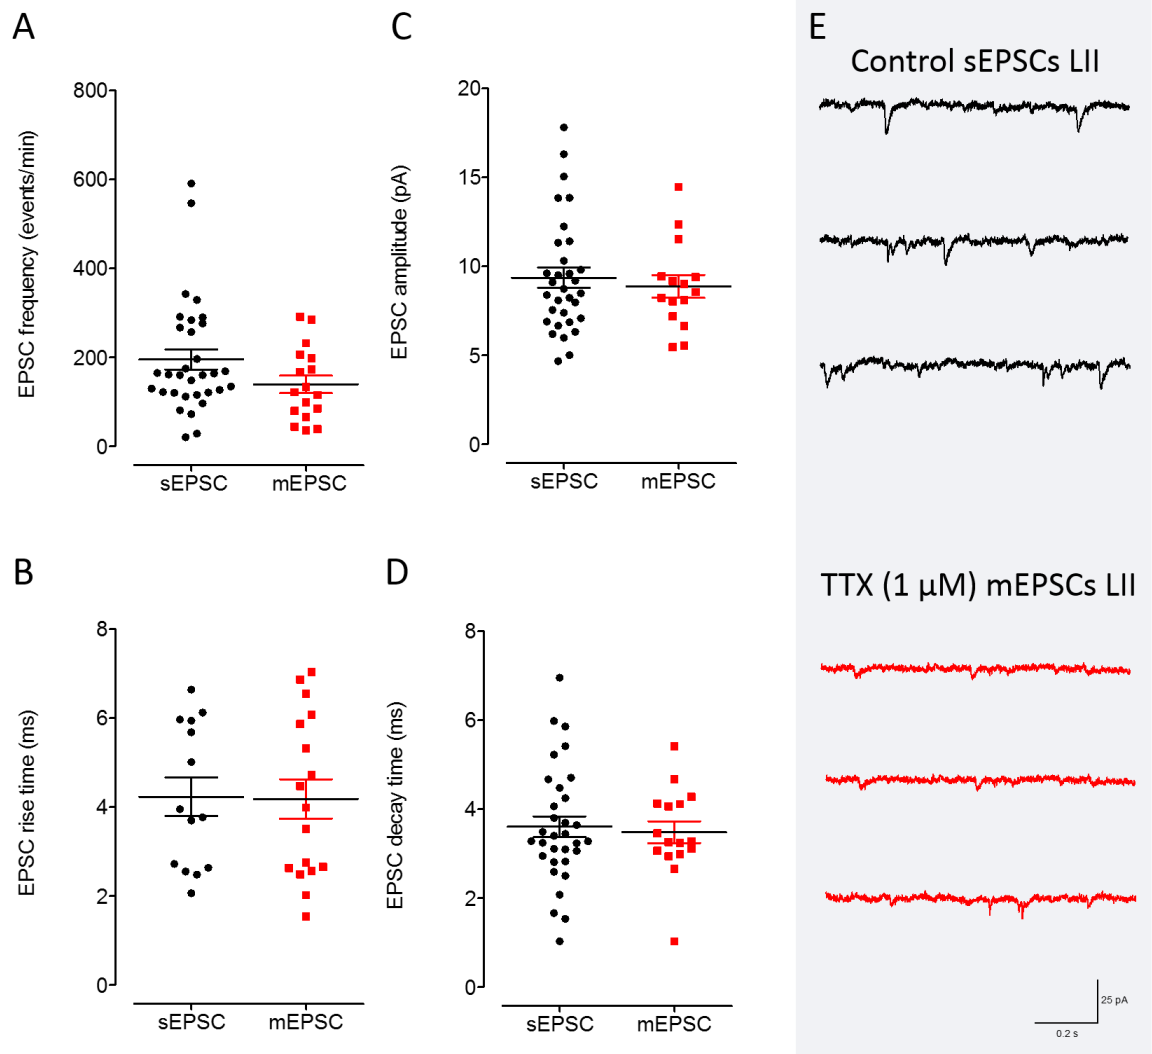 A
EPSC frequency (events/min)
800
600
400
200
0
sEPSC mEPSC
C
EPSC amplitude (pA)
20
15
10
5
0
sEPSC mEPSC
B
EPSC rise time (ms)
8
6
4
2
0
sEPSC mEPSC
D
EPSC decay time (ms)
8
6
4
2
0
sEPSC mEPSC
E
Control sEPSCs LII
TTX (1 µM) mEPSCs LII
25 pA
0.2 s